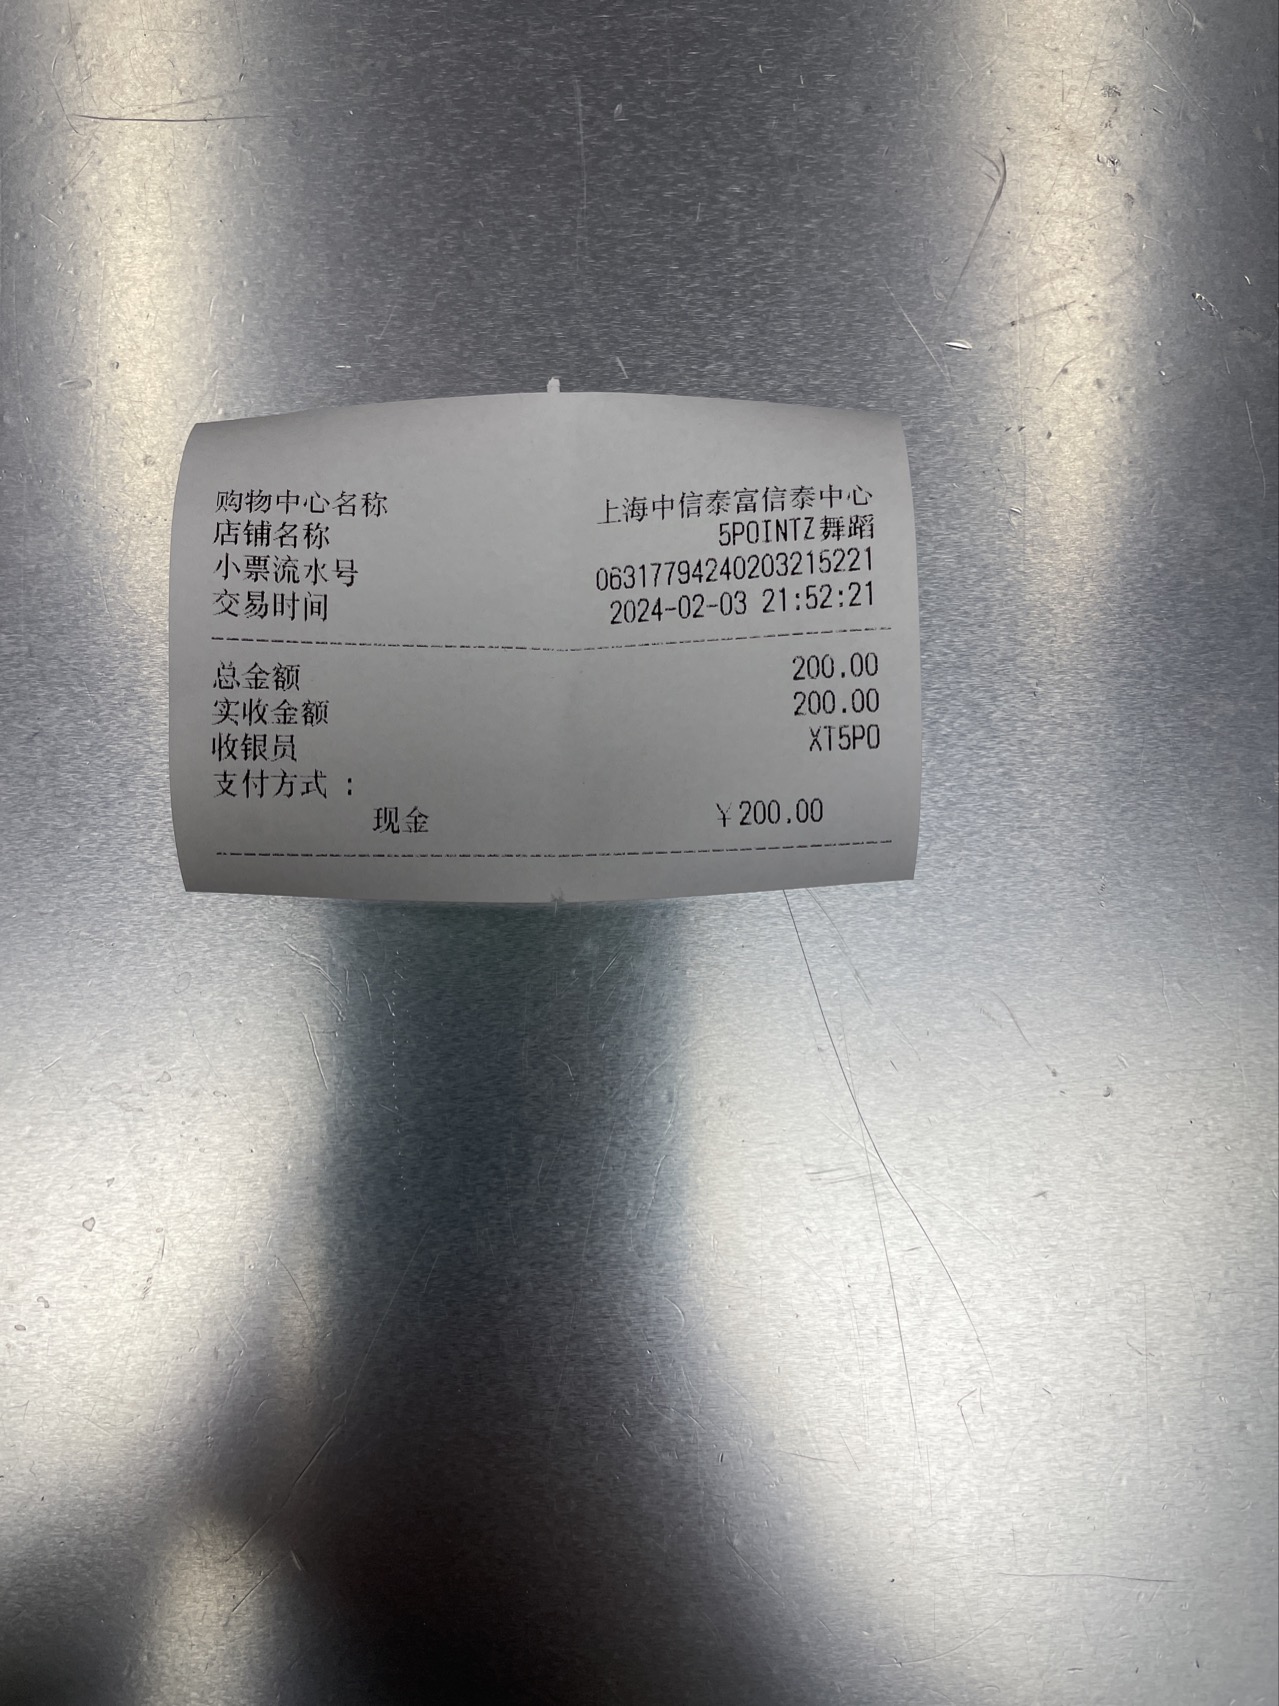 购物中心名称 上海中信泰富信泰中心
店铺名称 5POINTZ舞蹈
小票流水号 06317794240203215221
交易时间 2024-02-03 21:52:21
总金额 200.00
实收金额 200.00
收银员 XT5PO
支付方式 :
现金 ￥200.00